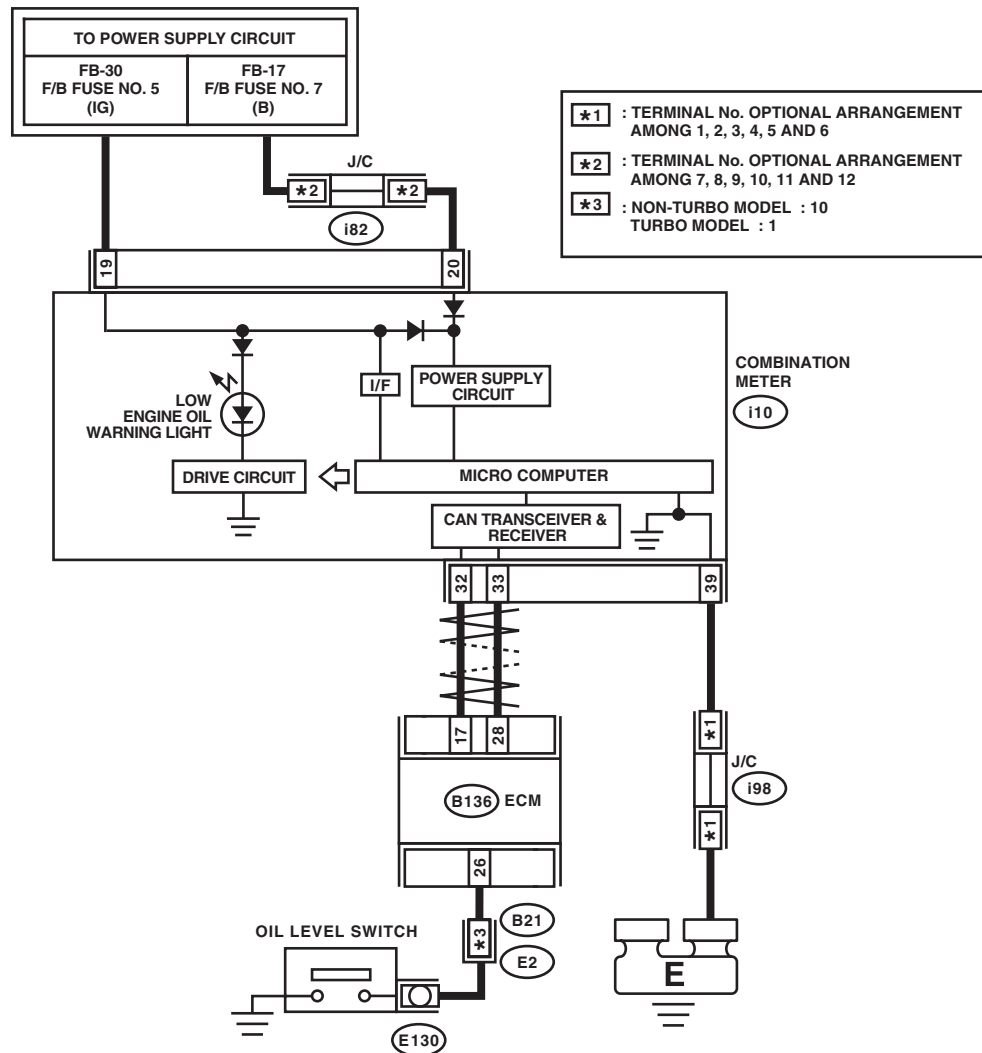 TO POWER SUPPLY CIRCUIT
FB-30
F/B FUSE NO. 5
(IG)
FB-17
F/B FUSE NO. 7
(B)
*1 : TERMINAL No. OPTIONAL ARRANGEMENT
AMONG 1, 2, 3, 4, 5 AND 6
*2 : TERMINAL No. OPTIONAL ARRANGEMENT
AMONG 7, 8, 9, 10, 11 AND 12
*3 : NON-TURBO MODEL : 10
TURBO MODEL : 1
J/C
*2 *2
i82
19 20
LOW
ENGINE OIL
WARNING LIGHT
I/F
POWER SUPPLY
CIRCUIT
COMBINATION
METER
i10
DRIVE CIRCUIT
MICRO COMPUTER
CAN TRANSCEIVER &
RECEIVER
32 33 39
17 28
*1
J/C
i98
*1
B136 ECM
26
B21
*3
E2
OIL LEVEL SWITCH
E130
E